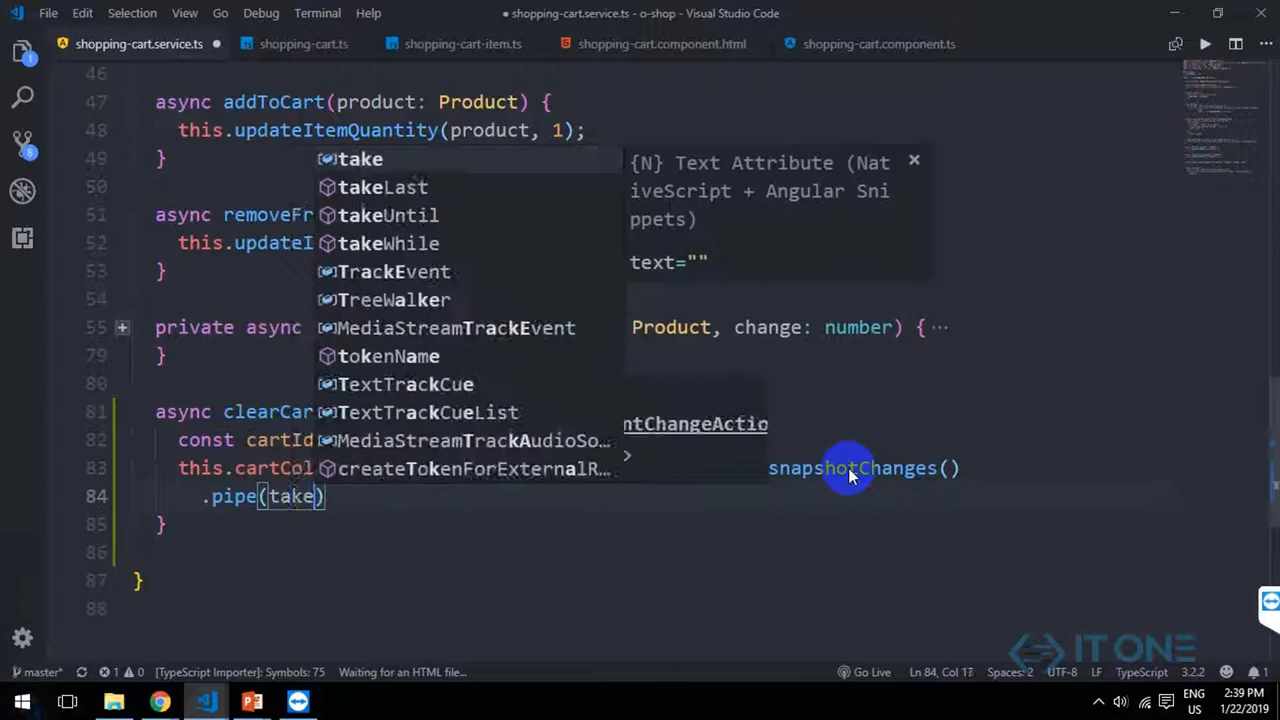 File Edit Selection View Go Debug Terminal Help
● shopping-cart.service.ts - o-shop - Visual Studio Code
shopping-cart.service.ts ●
shopping-cart.ts
shopping-cart-item.ts
shopping-cart.component.html
shopping-cart.component.ts
46
47 async addToCart(product: Product) {
48 this.updateItemQuantity(product, 1);
49 }
50
51 async removeFr
52 this.updateI
53 }
54
55 private async Product, change: number) { ···
79 }
80
81 async clearCar
82 const cartId
83 this.cartCol snapshotChanges()
84 .pipe(take)
85 }
86
87 }
88
take
takeLast
takeUntil
takeWhile
TrackEvent
TreeWalker
MediaStreamTrackEvent
tokenName
TextTrackCue
TextTrackCueList
MediaStreamTrackAudioSo...
createTokenForExternalR...
{N} Text Attribute (Nat
iveScript + Angular Sni
ppets)
text=""
ntChangeActio
>
1
8
IT ONE
master* 1 0 [TypeScript Importer]: Symbols: 75 Waiting for an HTML file... Go Live Ln 84, Col 17 Spaces: 2 UTF-8 LF TypeScript 3.2.2 1
ENG
US
2:39 PM
1/22/2019